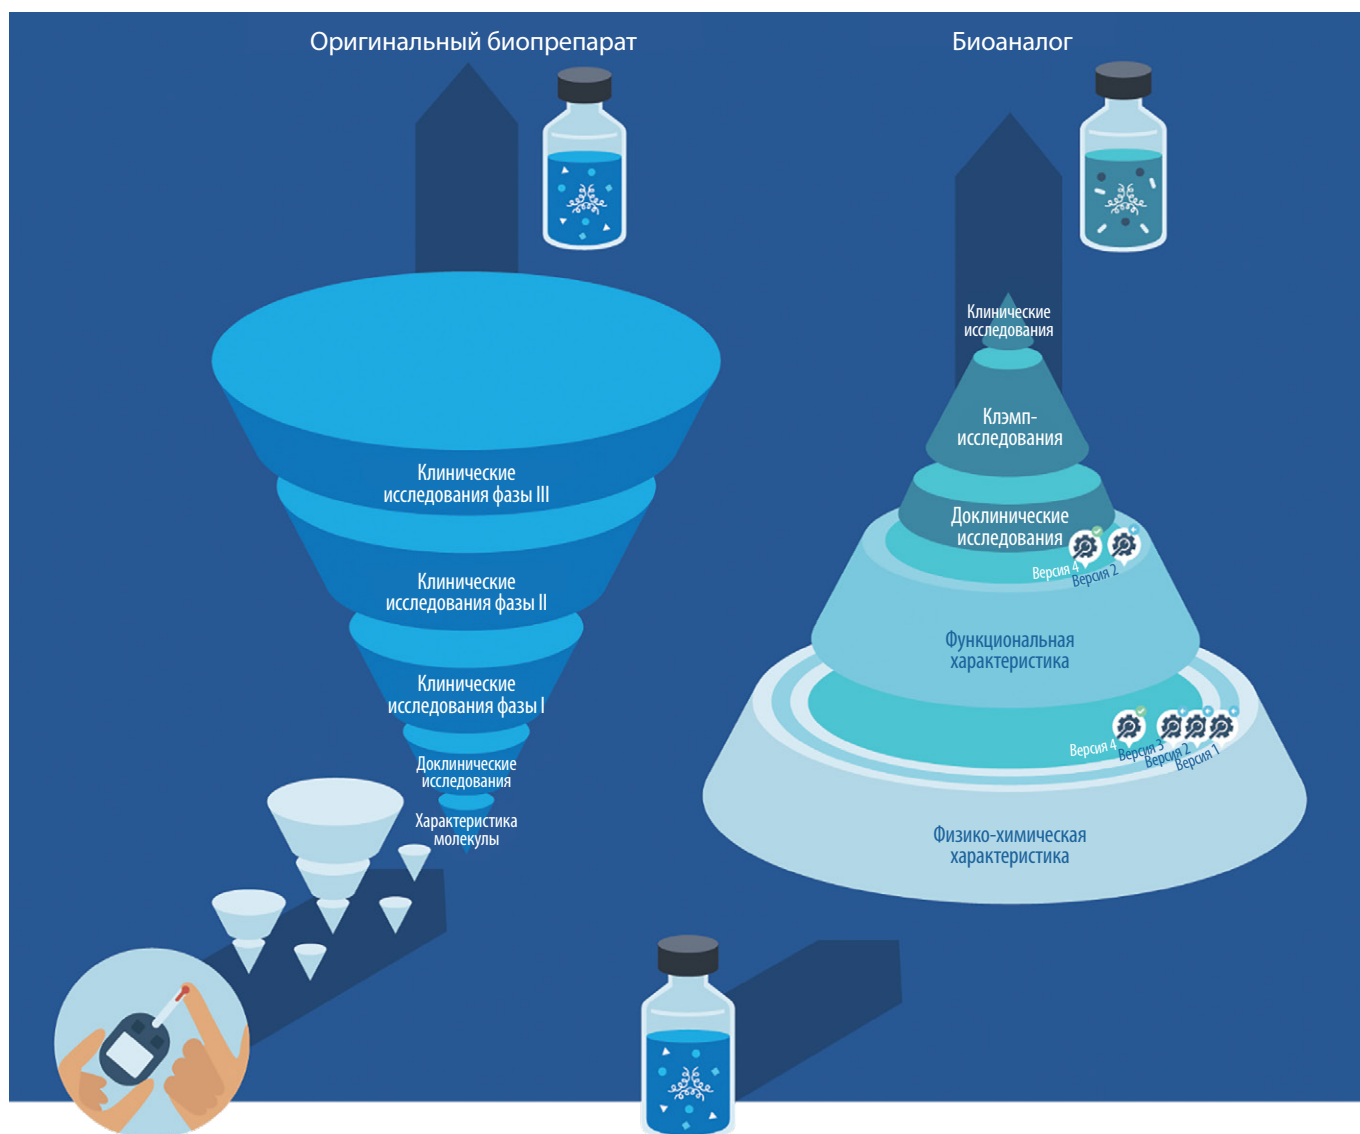 Оригинальный биопрепарат
Клинические
исследования фазы III
Клинические
исследования фазы II
Клинические
исследования фазы I
Доклинические
исследования
Характеристика
молекулы
Биоаналог
Клинические
исследования
Клэмп-
исследования
Доклинические
исследования
Версия 4
Версия 2
Функциональная
характеристика
Версия 4
Версия 3
Версия 2
Версия 1
Физико-химическая
характеристика